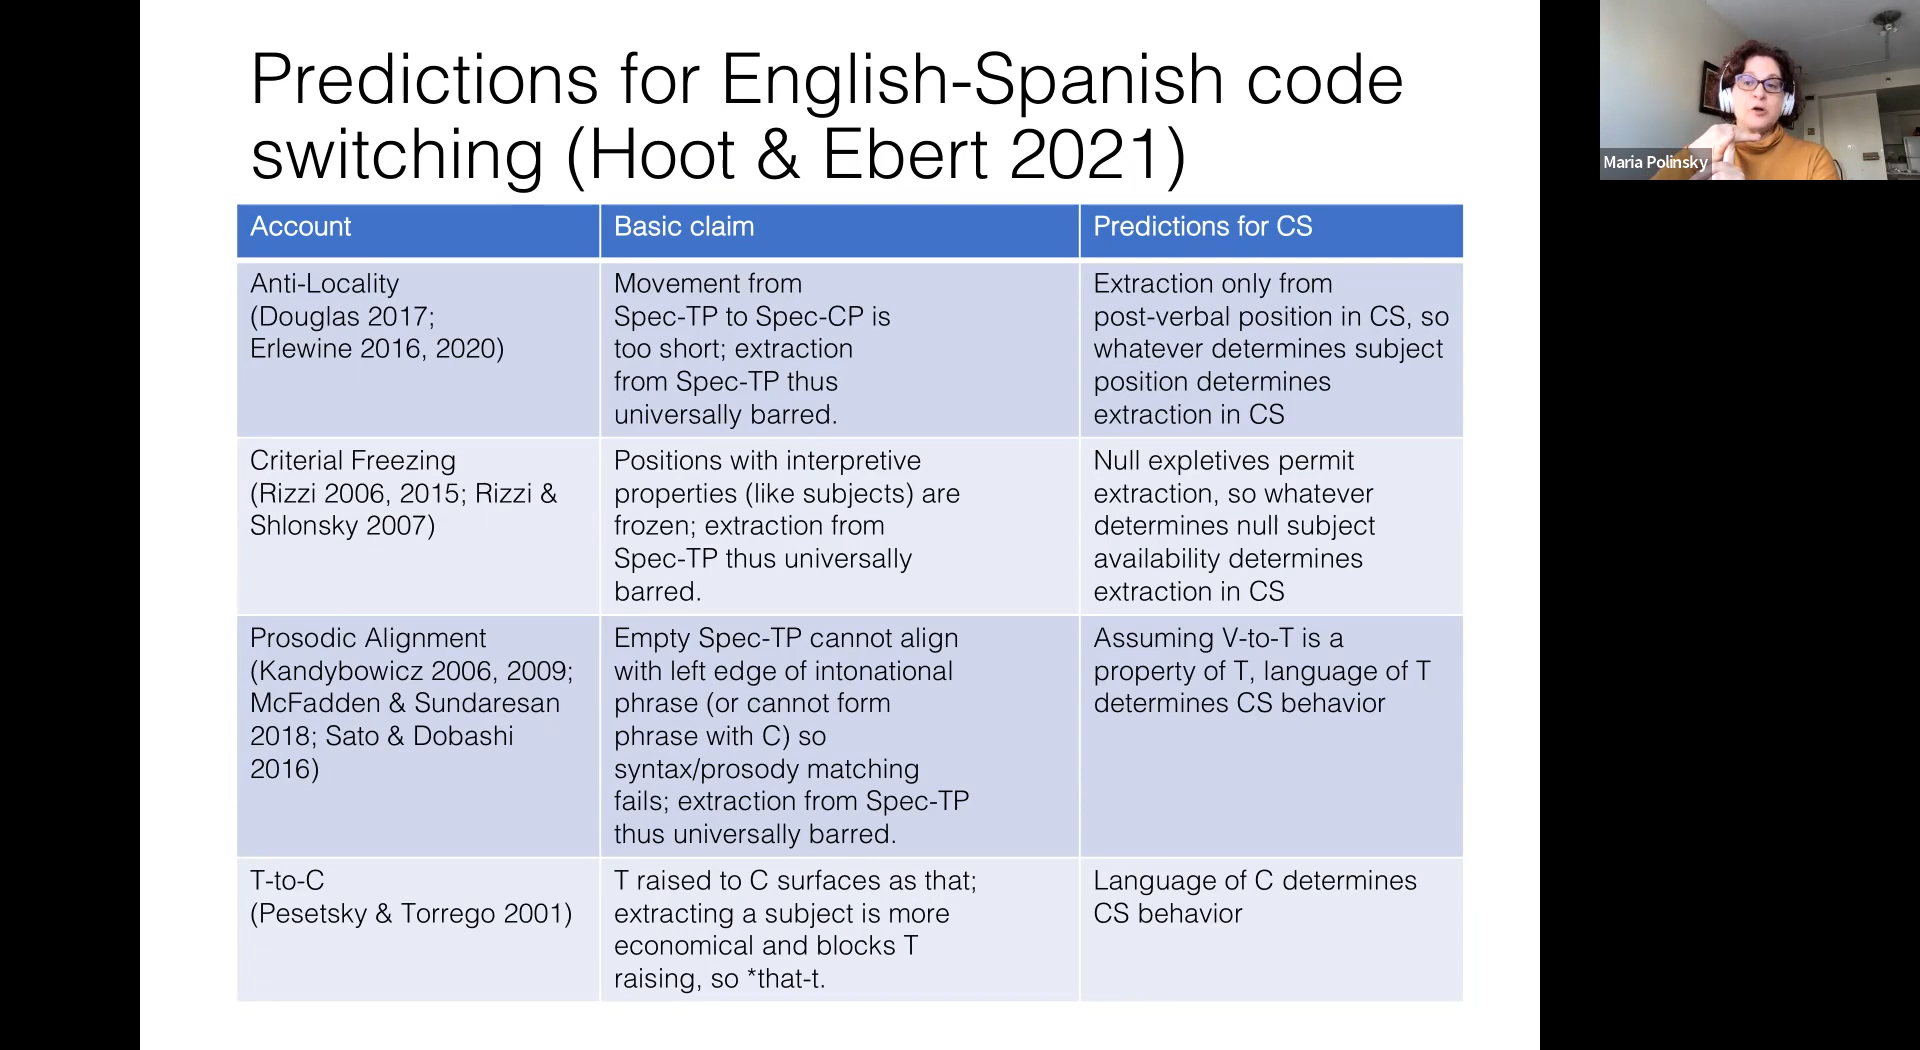 Predictions for English-Spanish code
switching (Hoot & Ebert 2021)
Account
Basic claim
Predictions for CS
Anti-Locality
(Douglas 2017;
Erlewine 2016, 2020)
Movement from
Spec-TP to Spec-CP is
too short; extraction
from Spec-TP thus
universally barred.
Extraction only from
post-verbal position in CS, so
whatever determines subject
position determines
extraction in CS
Criterial Freezing
(Rizzi 2006, 2015; Rizzi &
Shlonsky 2007)
Positions with interpretive
properties (like subjects) are
frozen; extraction from
Spec-TP thus universally
barred.
Null expletives permit
extraction, so whatever
determines null subject
availability determines
extraction in CS
Prosodic Alignment
(Kandybowicz 2006, 2009;
McFadden & Sundaresan
2018; Sato & Dobashi
2016)
Empty Spec-TP cannot align
with left edge of intonational
phrase (or cannot form
phrase with C) so
syntax/prosody matching
fails; extraction from Spec-TP
thus universally barred.
Assuming V-to-T is a
property of T, language of T
determines CS behavior
T-to-C
(Pesetsky & Torrego 2001)
T raised to C surfaces as that;
extracting a subject is more
economical and blocks T
raising, so *that-t.
Language of C determines
CS behavior
Maria Polinsky